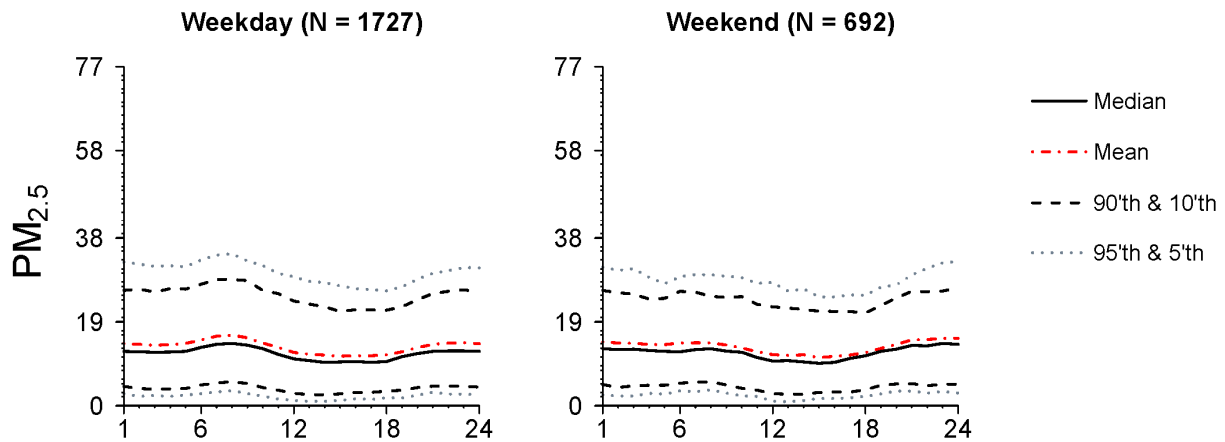 Weekday (N = 1727)
77
58
38
19
0
1 6 12 18 24
PM2.5
Weekend (N = 692)
77
58
38
19
0
1 6 12 18 24
Median
Mean
90'th & 10'th
95'th & 5'th